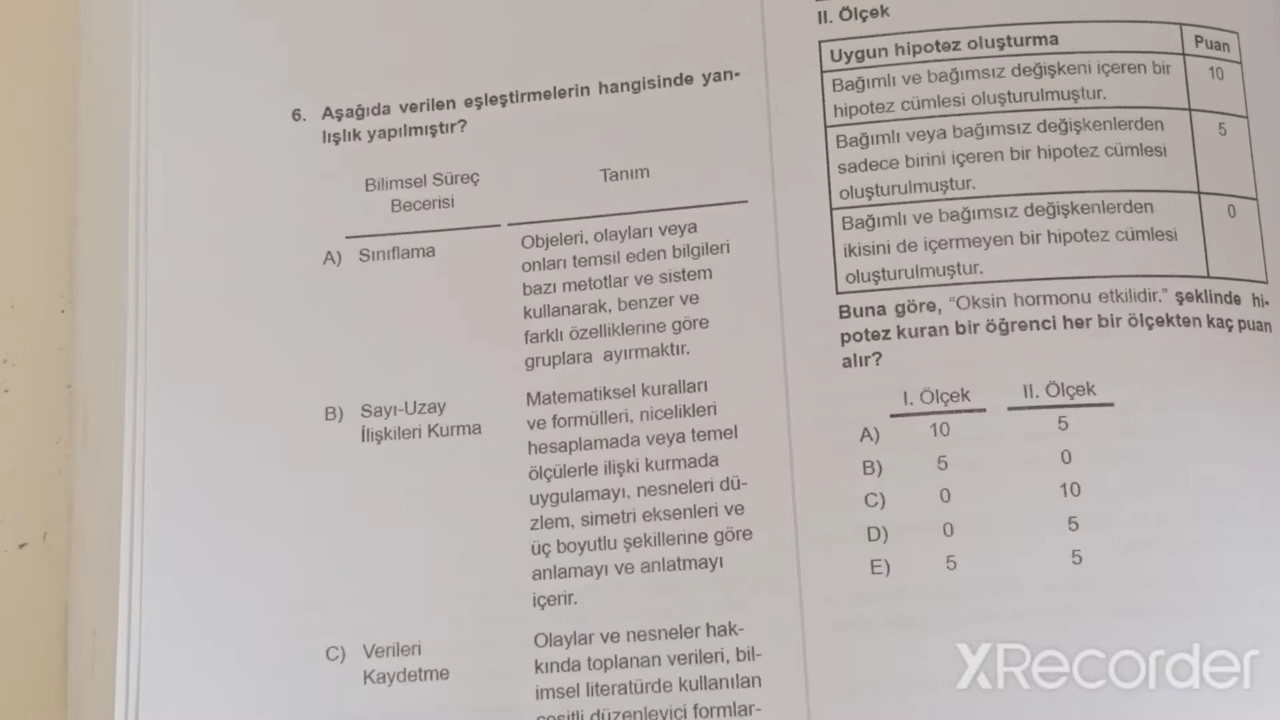 6. Aşağıda verilen eşleştirmelerin hangisinde yan-
lışlık yapılmıştır?
Bilimsel Süreç
Becerisi
Tanım
A) Sınıflama
Objeleri, olayları veya
onları temsil eden bilgileri
bazı metotlar ve sistem
kullanarak, benzer ve
farklı özelliklerine göre
gruplara ayırmaktır.
B) Sayı-Uzay
İlişkileri Kurma
Matematiksel kuralları
ve formülleri, nicelikleri
hesaplamada veya temel
ölçülerle ilişki kurmada
uygulamayı, nesneleri dü-
zlem, simetri eksenleri ve
üç boyutlu şekillerine göre
anlamayı ve anlatmayı
içerir.
C) Verileri
Kaydetme
Olaylar ve nesneler hak-
kında toplanan verileri, bil-
imsel literatürde kullanılan
çeşitli düzenleyici formlar-
II. Ölçek
Uygun hipotez oluşturma Puan
Bağımlı ve bağımsız değişkeni içeren bir 10
hipotez cümlesi oluşturulmuştur.
Bağımlı veya bağımsız değişkenlerden 5
sadece birini içeren bir hipotez cümlesi
oluşturulmuştur.
Bağımlı ve bağımsız değişkenlerden 0
ikisini de içermeyen bir hipotez cümlesi
oluşturulmuştur.
Buna göre, “Oksin hormonu etkilidir.” şeklinde hi-
potez kuran bir öğrenci her bir ölçekten kaç puan
alır?
I. Ölçek II. Ölçek
A) 10 5
B) 5 0
C) 0 10
D) 0 5
E) 5 5
XRecorder